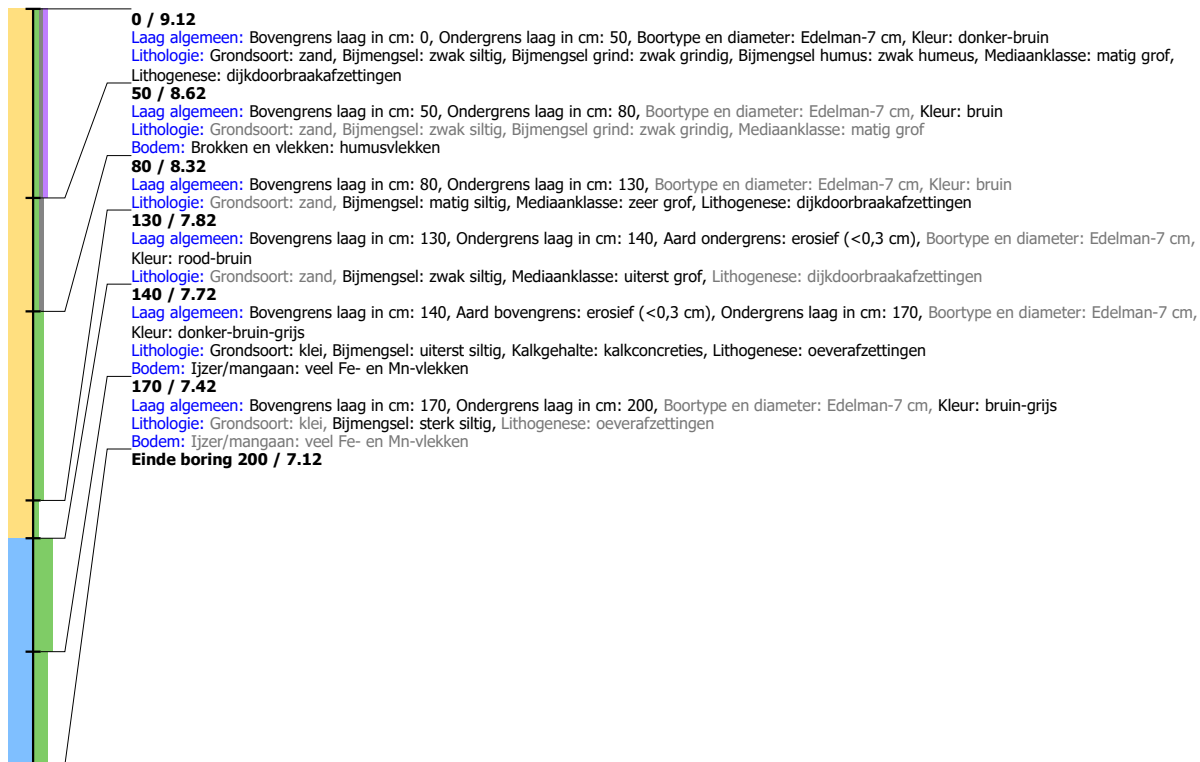 0 / 9.12
Laag algemeen: Bovengrens laag in cm: 0, Ondergrens laag in cm: 50, Boortype en diameter: Edelman-7 cm, Kleur: donker-bruin
Lithologie: Grondsoort: zand, Bijmengsel: zwak siltig, Bijmengsel grind: zwak grindig, Bijmengsel humus: zwak humeus, Mediaanklasse: matig grof,
Lithogenese: dijkdoorbraakafzettingen
50 / 8.62
Laag algemeen: Bovengrens laag in cm: 50, Ondergrens laag in cm: 80, Boortype en diameter: Edelman-7 cm, Kleur: bruin
Lithologie: Grondsoort: zand, Bijmengsel: zwak siltig, Bijmengsel grind: zwak grindig, Mediaanklasse: matig grof
Bodem: Brokken en vlekken: humusvlekken
80 / 8.32
Laag algemeen: Bovengrens laag in cm: 80, Ondergrens laag in cm: 130, Boortype en diameter: Edelman-7 cm, Kleur: bruin
Lithologie: Grondsoort: zand, Bijmengsel: matig siltig, Mediaanklasse: zeer grof, Lithogenese: dijkdoorbraakafzettingen
130 / 7.82
Laag algemeen: Bovengrens laag in cm: 130, Ondergrens laag in cm: 140, Aard ondergrens: erosief (<0,3 cm), Boortype en diameter: Edelman-7 cm,
Kleur: rood-bruin
Lithologie: Grondsoort: zand, Bijmengsel: zwak siltig, Mediaanklasse: uiterst grof, Lithogenese: dijkdoorbraakafzettingen
140 / 7.72
Laag algemeen: Bovengrens laag in cm: 140, Aard bovengrens: erosief (<0,3 cm), Ondergrens laag in cm: 170, Boortype en diameter: Edelman-7 cm,
Kleur: donker-bruin-grijs
Lithologie: Grondsoort: klei, Bijmengsel: uiterst siltig, Kalkgehalte: kalkconcreties, Lithogenese: oeverafzettingen
Bodem: Ijzer/mangaan: veel Fe- en Mn-vlekken
170 / 7.42
Laag algemeen: Bovengrens laag in cm: 170, Ondergrens laag in cm: 200, Boortype en diameter: Edelman-7 cm, Kleur: bruin-grijs
Lithologie: Grondsoort: klei, Bijmengsel: sterk siltig, Lithogenese: oeverafzettingen
Bodem: Ijzer/mangaan: veel Fe- en Mn-vlekken
Einde boring 200 / 7.12